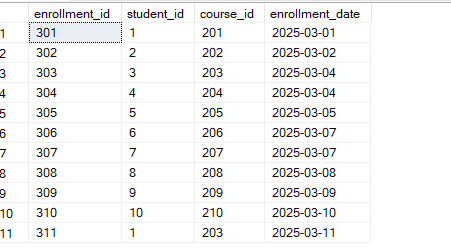 enrollment_id student_id course_id enrollment_date
1 301 1 201 2025-03-01
2 302 2 202 2025-03-02
3 303 3 203 2025-03-04
4 304 4 204 2025-03-04
5 305 5 205 2025-03-05
6 306 6 206 2025-03-07
7 307 7 207 2025-03-07
8 308 8 208 2025-03-08
9 309 9 209 2025-03-09
10 310 10 210 2025-03-10
11 311 1 203 2025-03-11